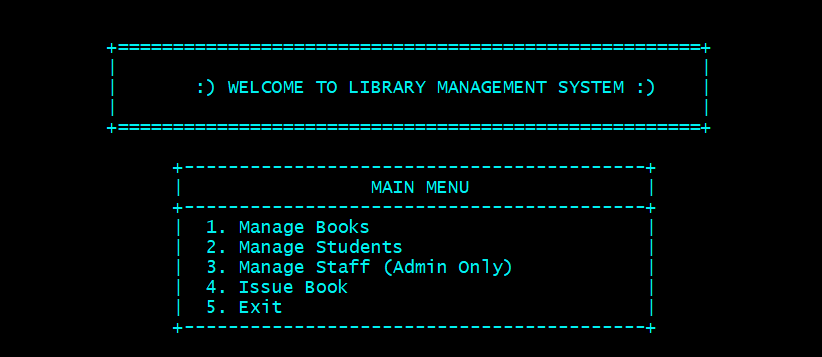 :) WELCOME TO LIBRARY MANAGEMENT SYSTEM :)
MAIN MENU
1. Manage Books
2. Manage Students
3. Manage Staff (Admin Only)
4. Issue Book
5. Exit